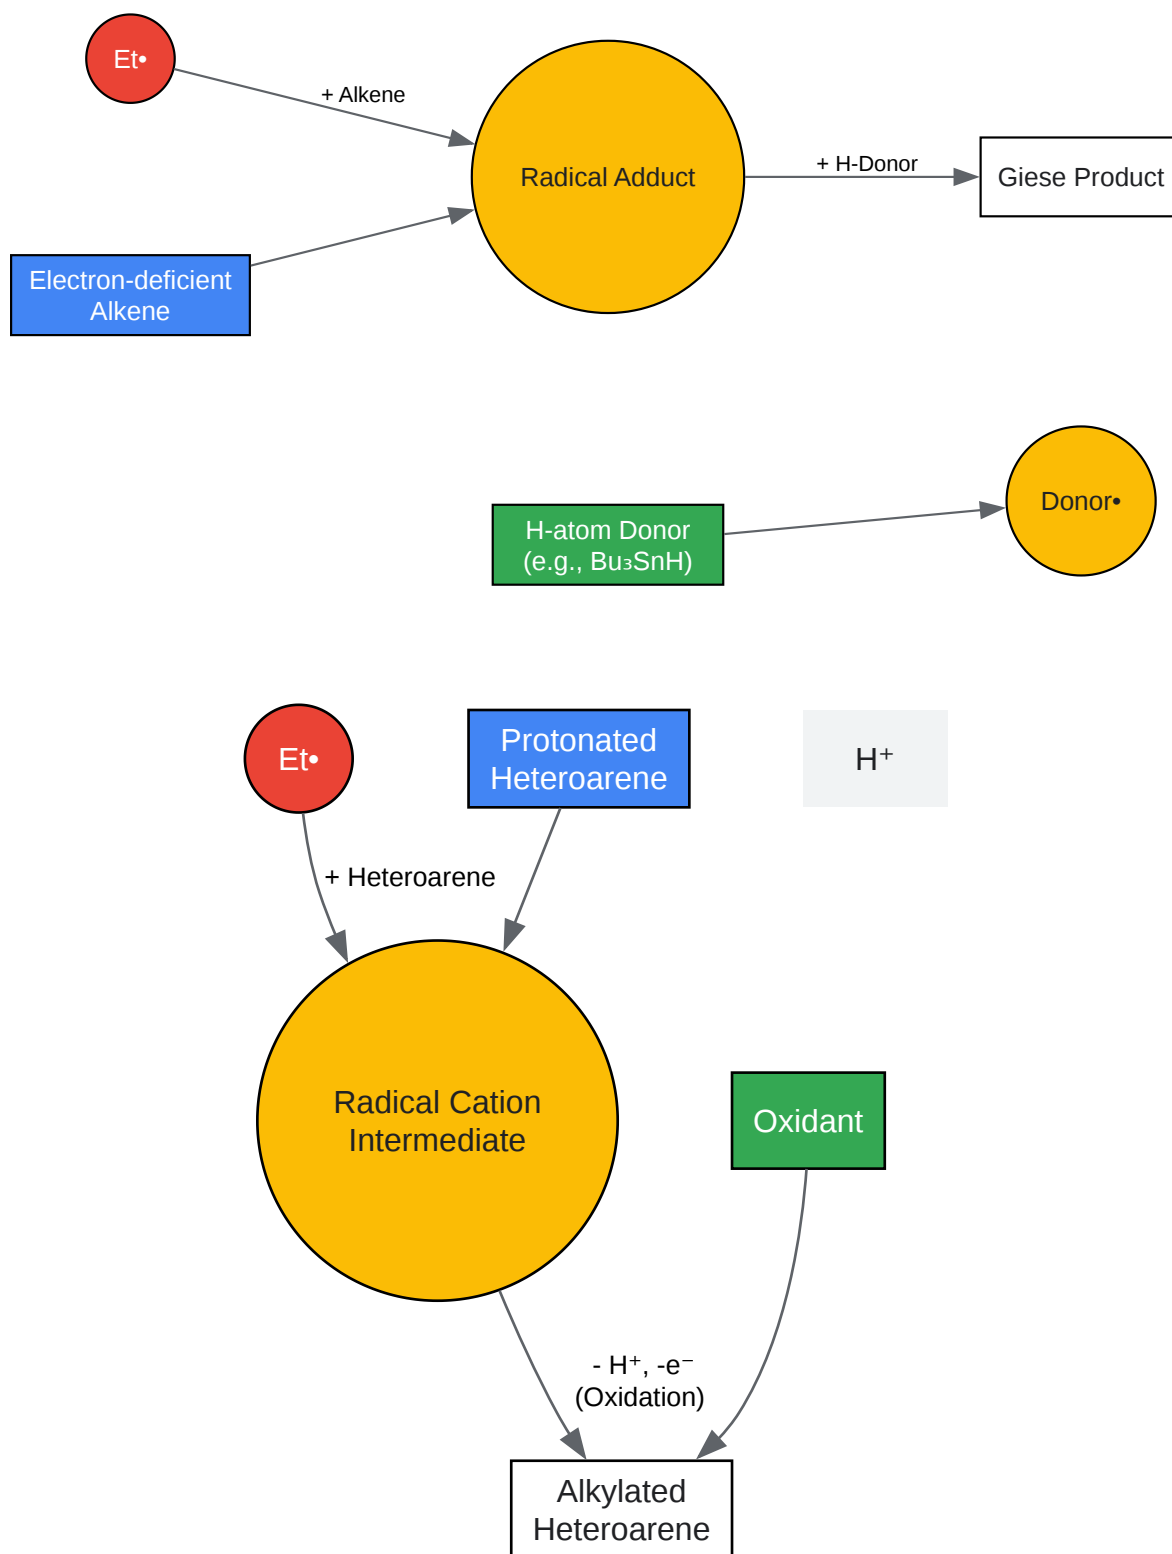 Et•
+ Alkene
Radical Adduct
+ H-Donor
Giese Product
Electron-deficient
Alkene
Donor•
H-atom Donor
(e.g., Bu₃SnH)
Et•
Protonated
Heteroarene
H⁺
+ Heteroarene
Radical Cation
Intermediate
Oxidant
- H⁺, -e⁻
(Oxidation)
Alkylated
Heteroarene